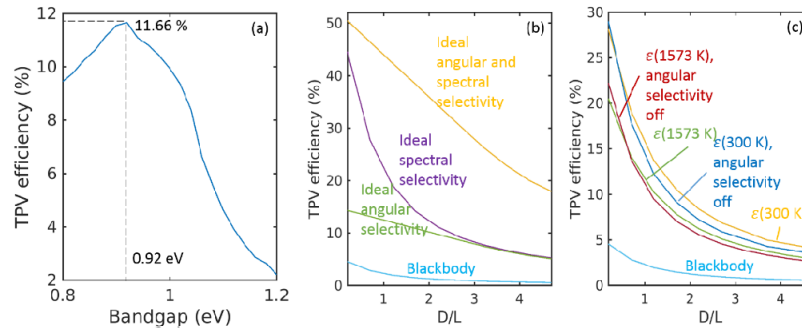 (a)
11.66 %
0.92 eV
TPV efficiency (%)
12
10
8
6
4
2
0.8
1
1.2
Bandgap (eV)
(b)
Ideal
angular and
spectral
selectivity
Ideal
spectral
selectivity
Ideal
angular
selectivity
Blackbody
TPV efficiency (%)
60
50
40
30
20
10
0
1
2
3
4
D/L
(c)
ε(1573 K),
angular
selectivity
off
ε(1573 K)
ε(300 K),
angular
selectivity
off
ε(300 K)
Blackbody
TPV efficiency (%)
30
25
20
15
10
5
0
1
2
3
4
D/L